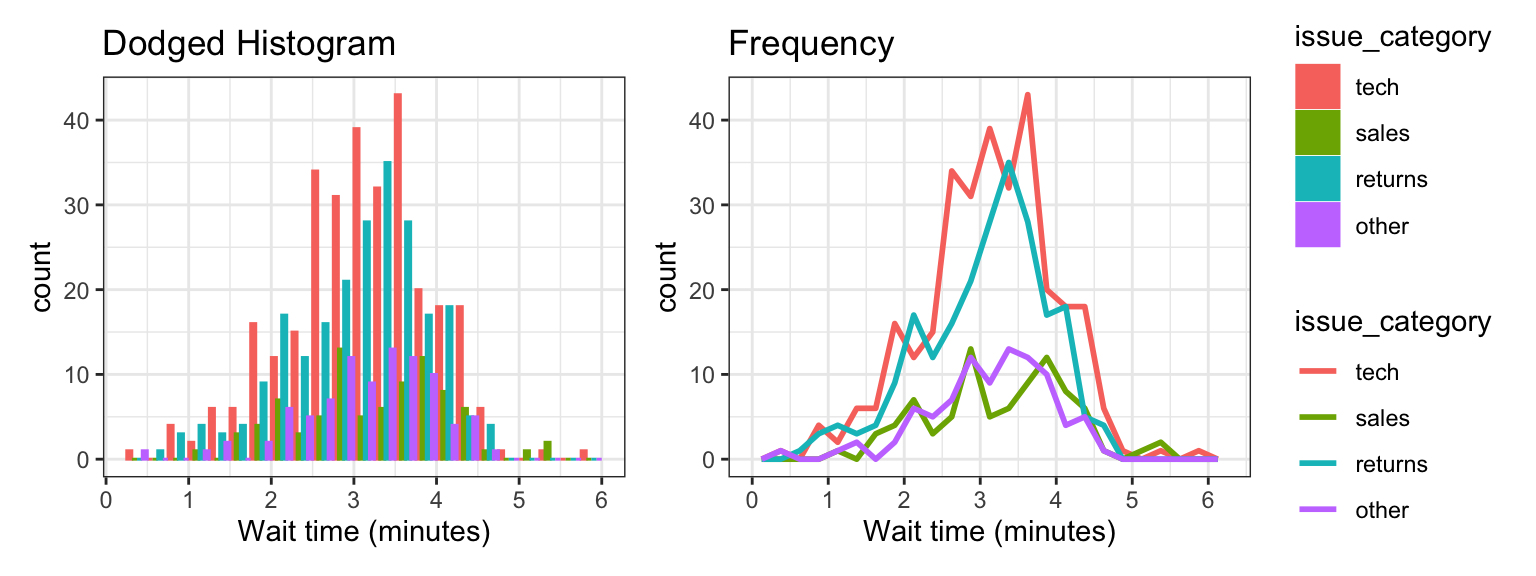 Dodged Histogram
count
40
30
20
10
0
0 1 2 3 4 5 6
Wait time (minutes)
Frequency
count
40
30
20
10
0
0 1 2 3 4 5 6
Wait time (minutes)
issue_category
tech
sales
returns
other
issue_category
tech
sales
returns
other